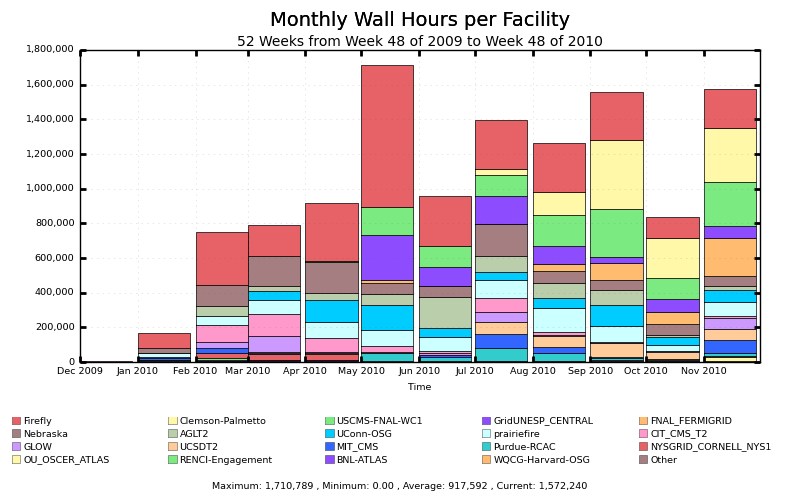 Monthly Wall Hours per Facility
52 Weeks from Week 48 of 2009 to Week 48 of 2010
1,800,000
1,600,000
1,400,000
1,200,000
1,000,000
800,000
600,000
400,000
200,000
0
Dec 2009 Jan 2010 Feb 2010 Mar 2010 Apr 2010 May 2010 Jun 2010 Jul 2010 Aug 2010 Sep 2010 Oct 2010 Nov 2010
Time
Firefly Clemson-Palmetto USCMS-FNAL-WC1 GridUNESP_CENTRAL FNAL_FERMIGRID
Nebraska AGLT2 UConn-OSG prairiefire CIT_CMS_T2
GLOW UCSDT2 MIT_CMS Purdue-RCAC NYSGRID_CORNELL_NYS1
OU_OSCER_ATLAS RENCI-Engagement BNL-ATLAS WQCG-Harvard-OSG Other
Maximum: 1,710,789 , Minimum: 0.00 , Average: 917,592 , Current: 1,572,240